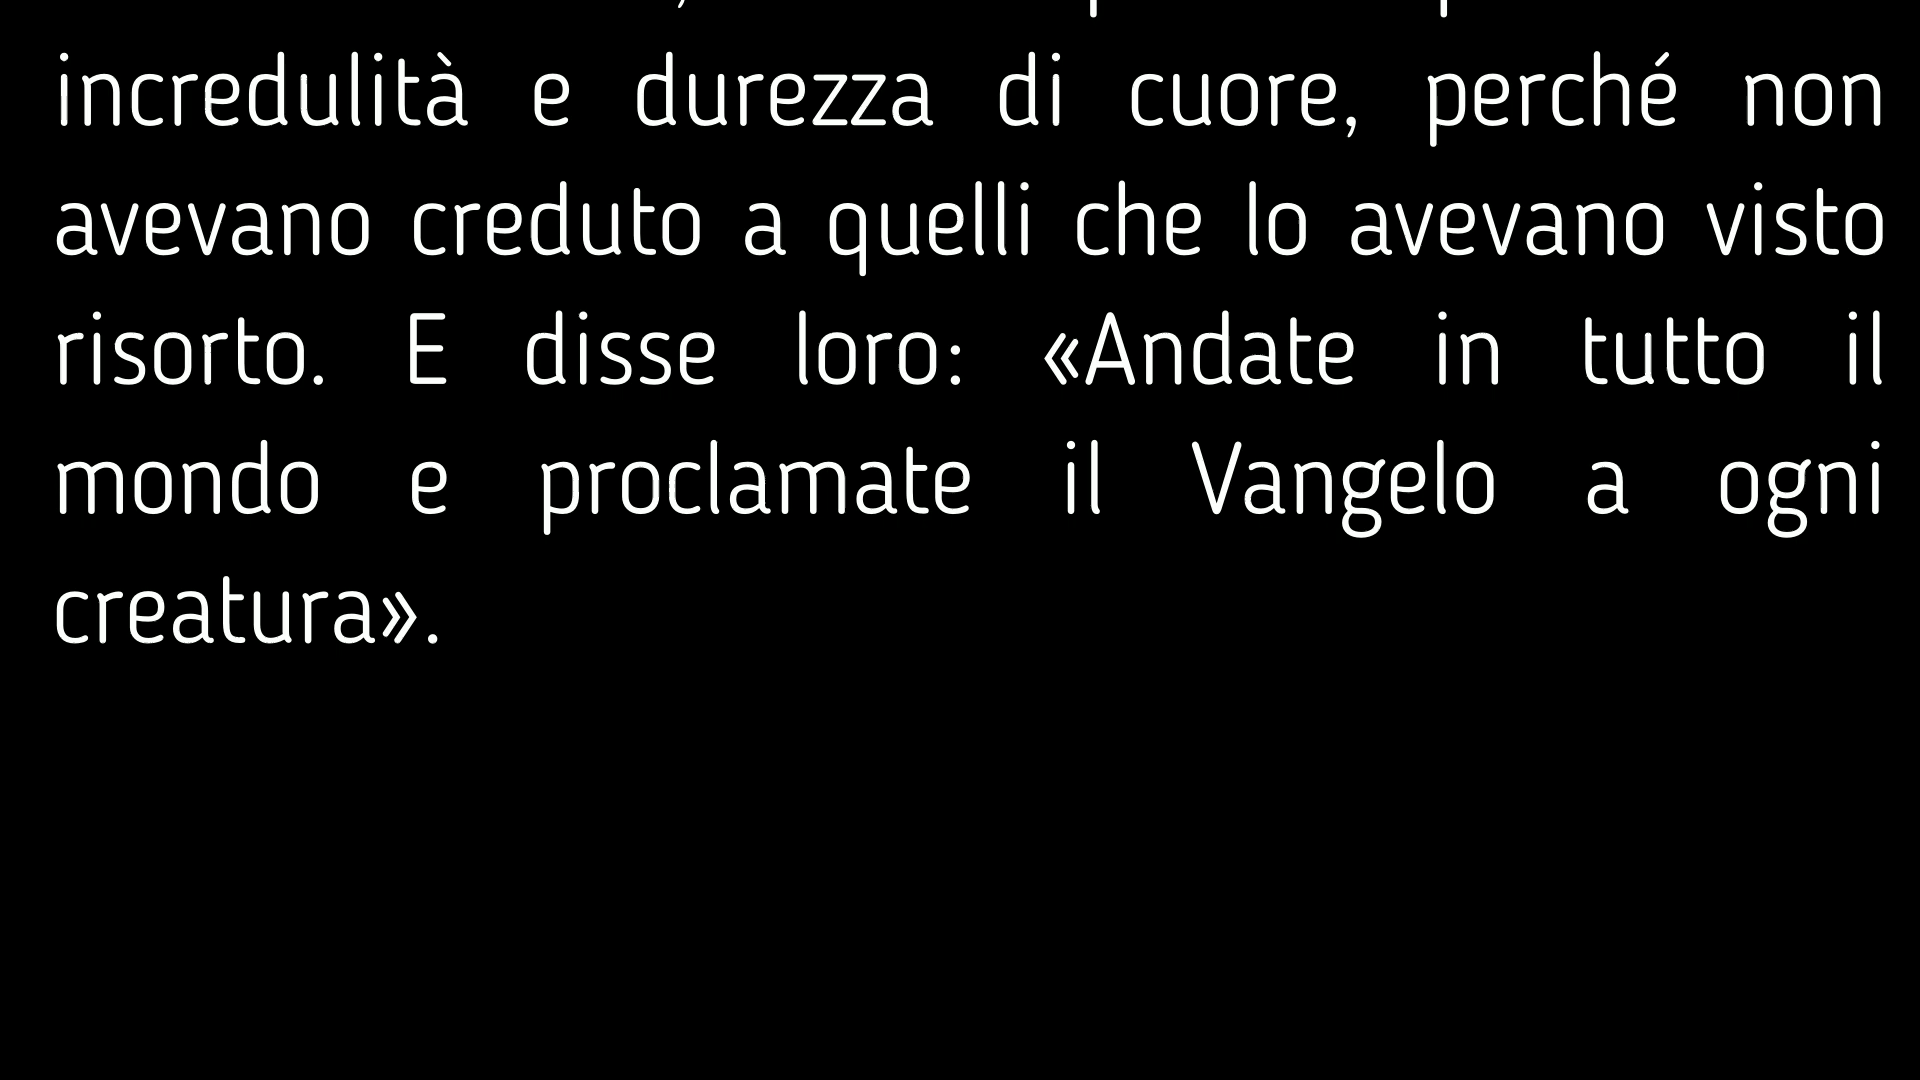 incredulità e durezza di cuore, perché non
avevano creduto a quelli che lo avevano visto
risorto. E disse loro: «Andate in tutto il
mondo e proclamate il Vangelo a ogni
creatura».